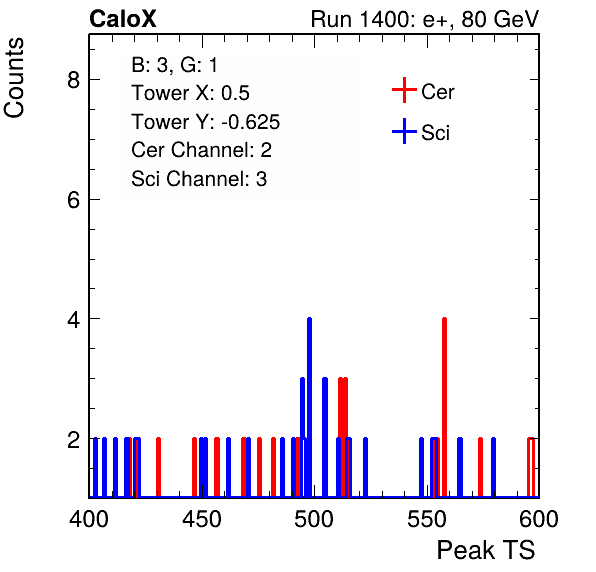 CaloX Run 1400: e+, 80 GeV
Counts
B: 3, G: 1
Tower X: 0.5
Tower Y: -0.625
Cer Channel: 2
Sci Channel: 3
Cer
Sci
8
6
4
2
400 450 500 550 600
Peak TS